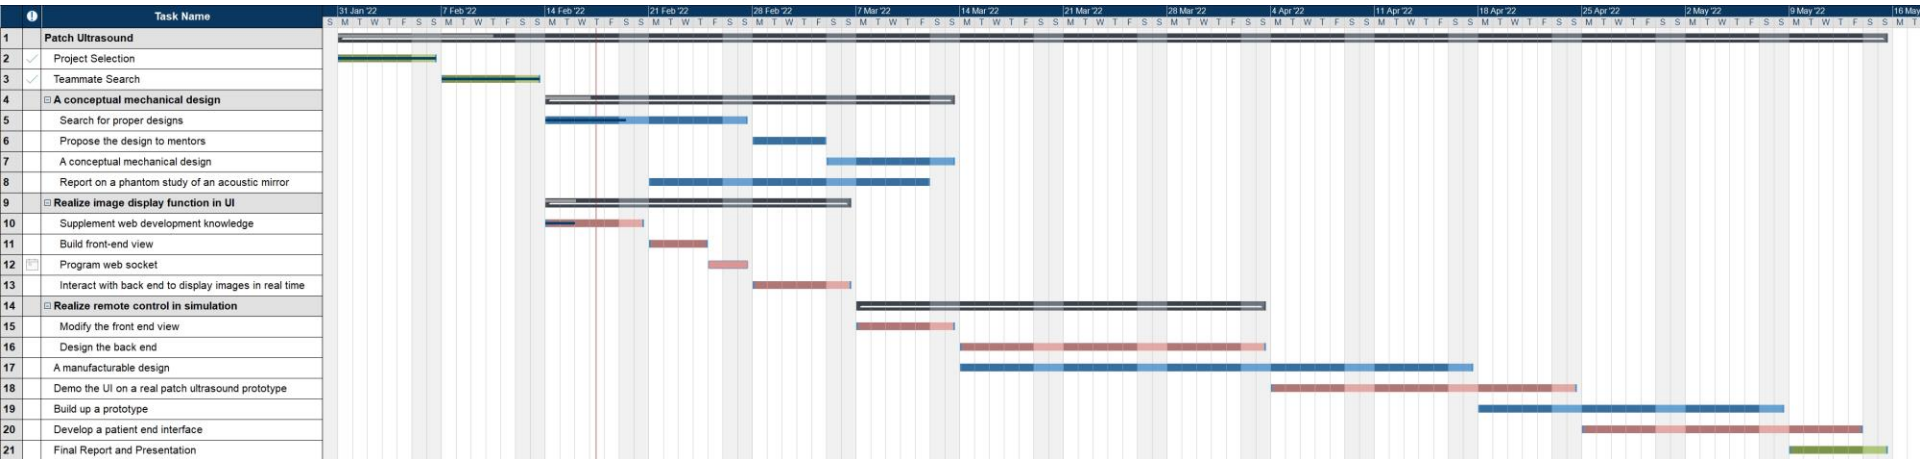 Task Name 31 Jan '22 7 Feb '22 14 Feb '22 21 Feb '22 28 Feb '22 7 Mar '22 14 Mar '22 21 Mar '22 28 Mar '22 4 Apr '22 11 Apr '22 18 Apr '22 25 Apr '22 2 May '22 9 May '22 16 May
S M T W T F S S M T W T F S S M T W T F S S M T W T F S S M T W T F S S M T W T F S S M T W T F S S M T W T F S S M T W T F S S M T W T F S S M T W T F S S M T W T F S S M T W T F S S M T W T F S S M T W T F S S M T
1 Patch Ultrasound
2 Project Selection
3 Teammate Search
4 A conceptual mechanical design
5 Search for proper designs
6 Propose the design to mentors
7 A conceptual mechanical design
8 Report on a phantom study of an acoustic mirror
9 Realize image display function in UI
10 Supplement web development knowledge
11 Build front-end view
12 Program web socket
13 Interact with back end to display images in real time
14 Realize remote control in simulation
15 Modify the front end view
16 Design the back end
17 A manufacturable design
18 Demo the UI on a real patch ultrasound prototype
19 Build up a prototype
20 Develop a patient end interface
21 Final Report and Presentation